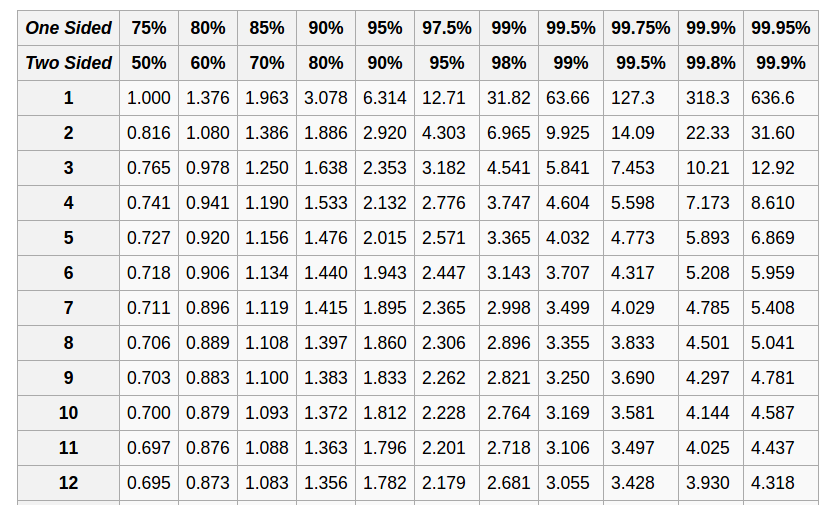 One Sided 75% 80% 85% 90% 95% 97.5% 99% 99.5% 99.75% 99.9% 99.95%
Two Sided 50% 60% 70% 80% 90% 95% 98% 99% 99.5% 99.8% 99.9%
1 1.000 1.376 1.963 3.078 6.314 12.71 31.82 63.66 127.3 318.3 636.6
2 0.816 1.080 1.386 1.886 2.920 4.303 6.965 9.925 14.09 22.33 31.60
3 0.765 0.978 1.250 1.638 2.353 3.182 4.541 5.841 7.453 10.21 12.92
4 0.741 0.941 1.190 1.533 2.132 2.776 3.747 4.604 5.598 7.173 8.610
5 0.727 0.920 1.156 1.476 2.015 2.571 3.365 4.032 4.773 5.893 6.869
6 0.718 0.906 1.134 1.440 1.943 2.447 3.143 3.707 4.317 5.208 5.959
7 0.711 0.896 1.119 1.415 1.895 2.365 2.998 3.499 4.029 4.785 5.408
8 0.706 0.889 1.108 1.397 1.860 2.306 2.896 3.355 3.833 4.501 5.041
9 0.703 0.883 1.100 1.383 1.833 2.262 2.821 3.250 3.690 4.297 4.781
10 0.700 0.879 1.093 1.372 1.812 2.228 2.764 3.169 3.581 4.144 4.587
11 0.697 0.876 1.088 1.363 1.796 2.201 2.718 3.106 3.497 4.025 4.437
12 0.695 0.873 1.083 1.356 1.782 2.179 2.681 3.055 3.428 3.930 4.318